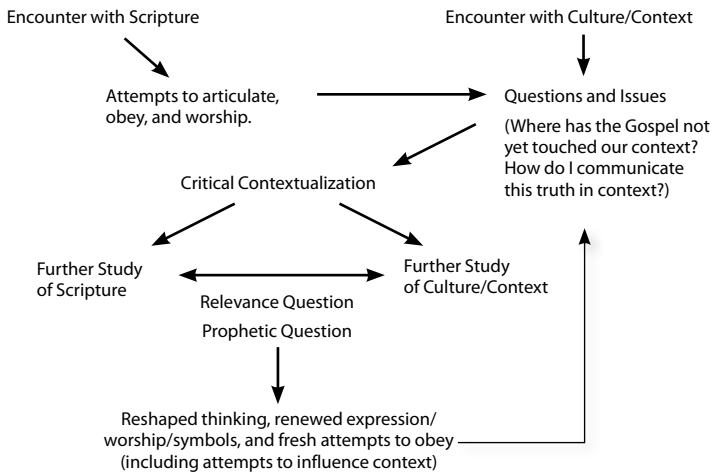 Encounter with Scripture
Encounter with Culture/Context
Attempts to articulate,
obey, and worship.
Questions and Issues
(Where has the Gospel not
yet touched our context?
How do I communicate
this truth in context?)
Critical Contextualization
Further Study
of Scripture
Further Study
of Culture/Context
Relevance Question
Prophetic Question
Reshaped thinking, renewed expression/
worship/symbols, and fresh attempts to obey
(including attempts to influence context)